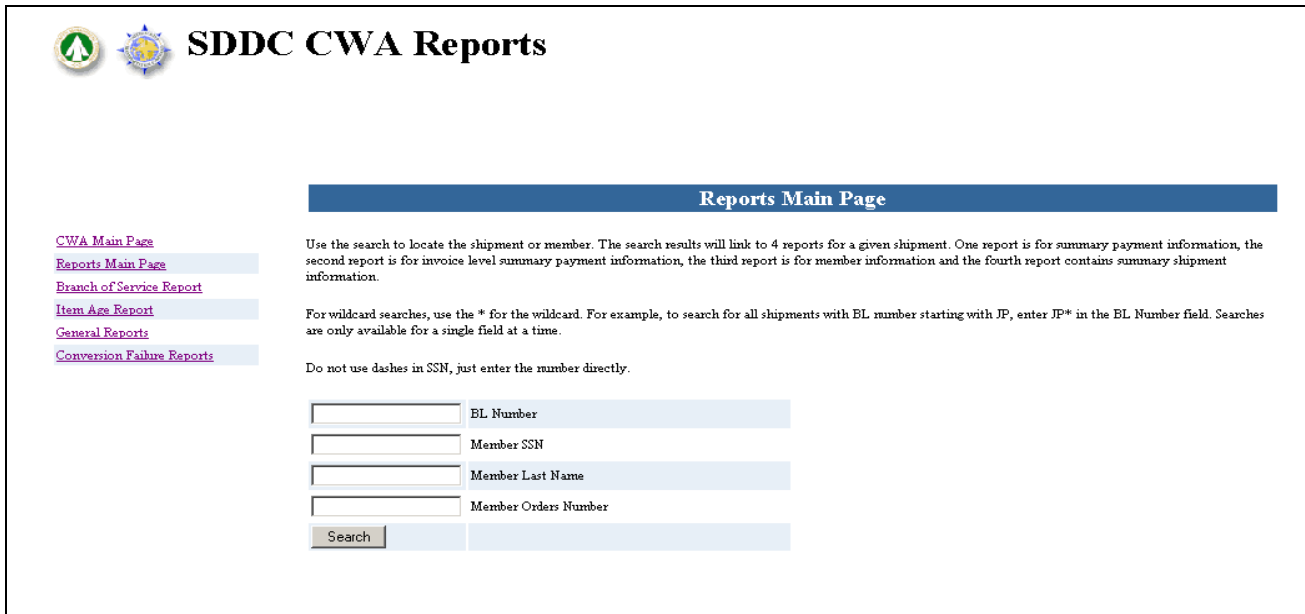 SDDC CWA Reports
Reports Main Page
CWA Main Page
Reports Main Page
Branch of Service Report
Item Age Report
General Reports
Conversion Failure Reports
Use the search to locate the shipment or member. The search results will link to 4 reports for a given shipment. One report is for summary payment information, the
second report is for invoice level summary payment information, the third report is for member information and the fourth report contains summary shipment
information.
For wildcard searches, use the * for the wildcard. For example, to search for all shipments with BL number starting with JP, enter JP* in the BL Number field. Searches
are only available for a single field at a time.
Do not use dashes in SSN, just enter the number directly.
BL Number
Member SSN
Member Last Name
Member Orders Number
Search